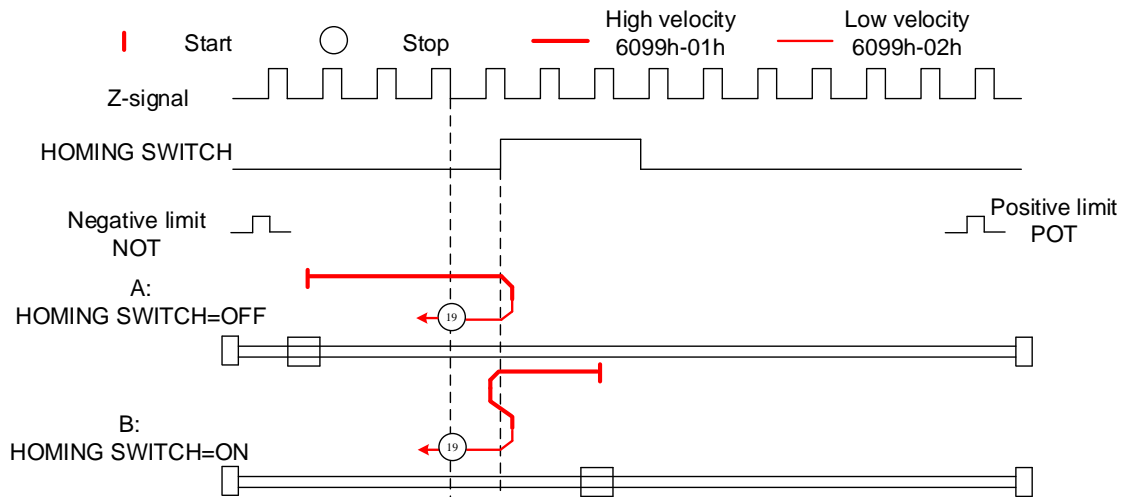 Start
Stop
High velocity
6099h-01h
Low velocity
6099h-02h
Z-signal
HOMING SWITCH
Negative limit
NOT
Positive limit
POT
A:
HOMING SWITCH=OFF
19
B:
HOMING SWITCH=ON
19